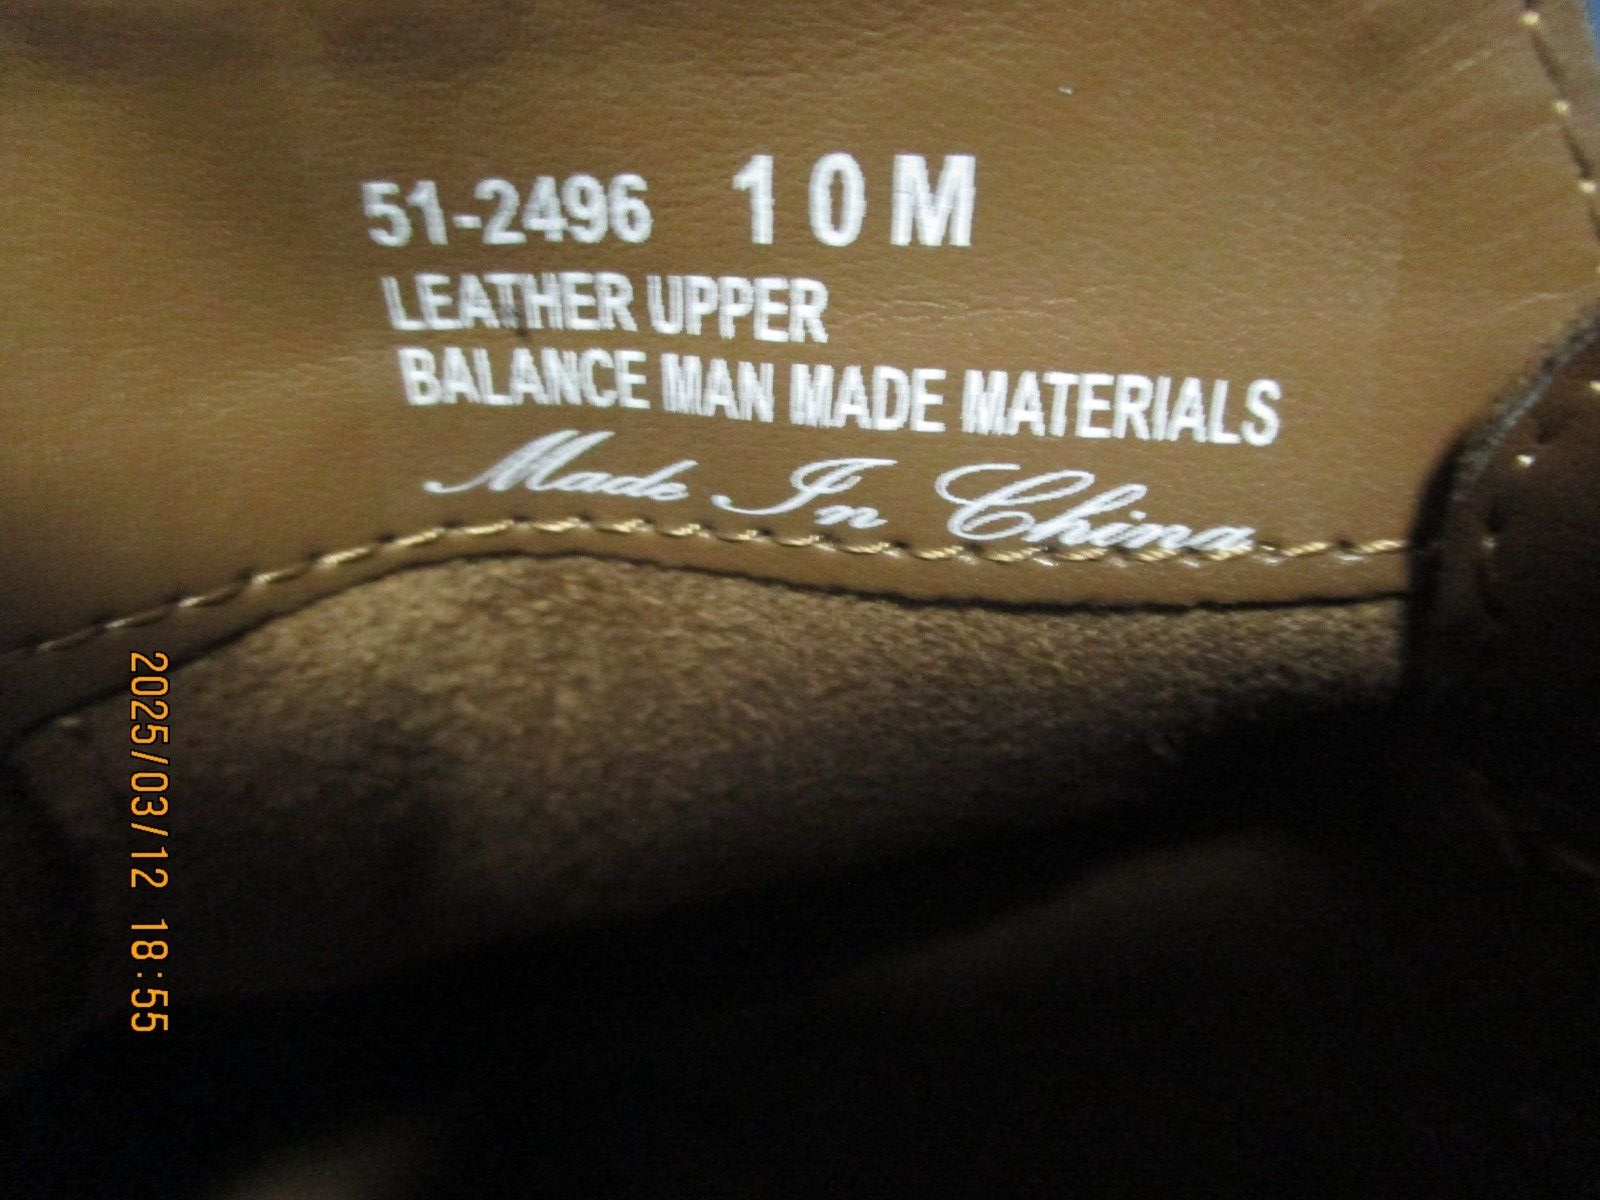 51-2496 10 M
LEATHER UPPER
BALANCE MAN MADE MATERIALS
Made In China
2025/03/12 18:55